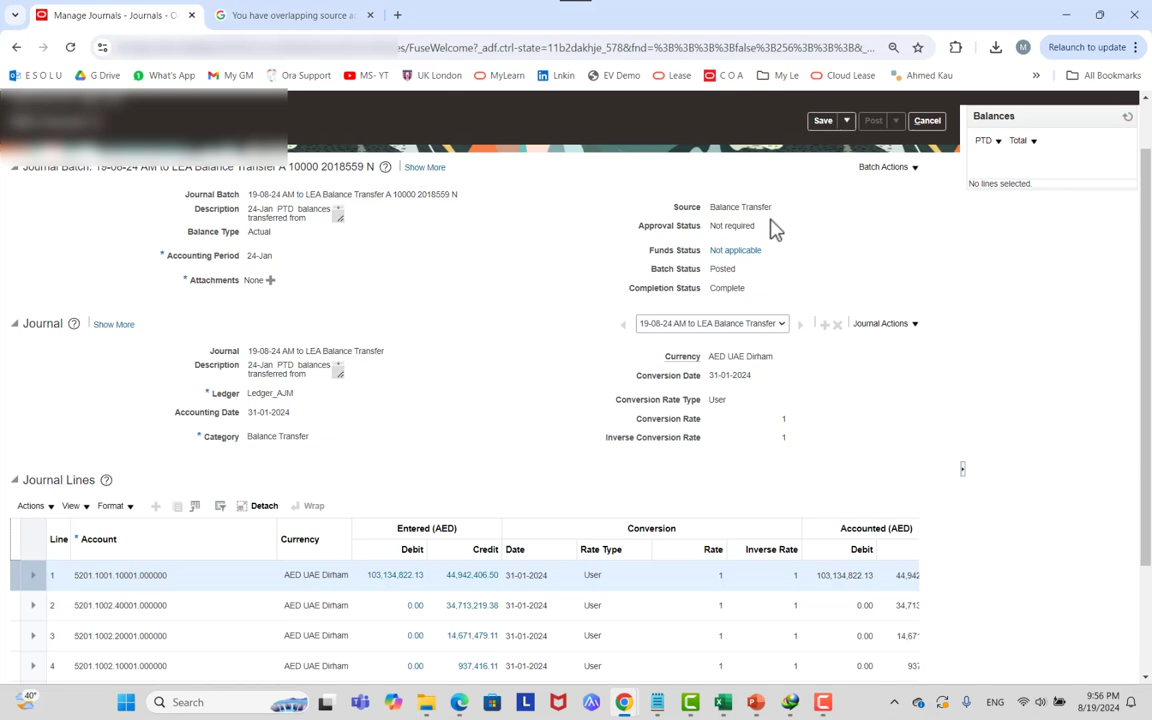 Manage Journals - Journals - O
You have overlapping source ac
es/FuseWelcome?_adf.ctrl-state=11b2dakhje_578&fnd=%3B%3B%3B%3Bfalse%3B256%3B%3B%3B&_...
Relaunch to update
E S O L U
G Drive
What's App
My GM
Ora Support
MS- YT
UK London
MyLearn
Lnkin
EV Demo
Lease
C O A
My Le
Cloud Lease
Ahmed Kau
All Bookmarks
Save
Post
Cancel
Balances
PTD
Total
No lines selected.
Journal Batch: 19-08-24 AM to LEA Balance Transfer A 10000 2018559 N
Show More
Batch Actions
Journal Batch 19-08-24 AM to LEA Balance Transfer A 10000 2018559 N
Description 24-Jan PTD balances
transferred from
Balance Type Actual
* Accounting Period 24-Jan
* Attachments None
Source Balance Transfer
Approval Status Not required
Funds Status Not applicable
Batch Status Posted
Completion Status Complete
Journal
Show More
19-08-24 AM to LEA Balance Transfer
Journal Actions
Journal 19-08-24 AM to LEA Balance Transfer
Description 24-Jan PTD balances
transferred from
* Ledger Ledger_AJM
Accounting Date 31-01-2024
* Category Balance Transfer
Currency AED UAE Dirham
Conversion Date 31-01-2024
Conversion Rate Type User
Conversion Rate 1
Inverse Conversion Rate 1
Journal Lines
Actions View Format Detach Wrap
Entered (AED) Conversion Accounted (AED)
Line * Account Currency Debit Credit Date Rate Type Rate Inverse Rate Debit
1 5201.1001.10001.000000 AED UAE Dirham 103,134,822.13 44,942,406.50 31-01-2024 User 1 1 103,134,822.13 44,942
2 5201.1002.40001.000000 AED UAE Dirham 0.00 34,713,219.38 31-01-2024 User 1 1 0.00 34,713
3 5201.1002.20001.000000 AED UAE Dirham 0.00 14,671,479.11 31-01-2024 User 1 1 0.00 14,67
4 5201.1002.10001.000000 AED UAE Dirham 0.00 937,416.11 31-01-2024 User 1 1 0.00 937
40°
Search
ENG
9:56 PM
8/19/2024